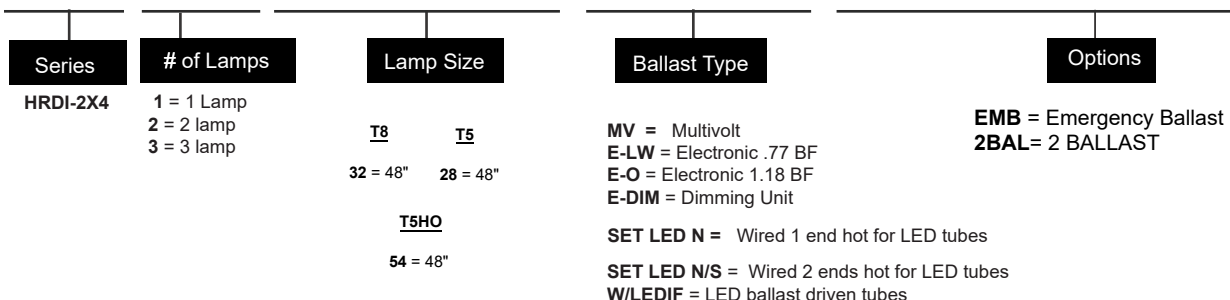 Series
HRDI-2X4
# of Lamps
1 = 1 Lamp
2 = 2 lamp
3 = 3 lamp
Lamp Size
T8 T5
32 = 48" 28 = 48"
T5HO
54 = 48"
Ballast Type
MV = Multivolt
E-LW = Electronic .77 BF
E-O = Electronic 1.18 BF
E-DIM = Dimming Unit
SET LED N = Wired 1 end hot for LED tubes
SET LED N/S = Wired 2 ends hot for LED tubes
W/LEDIF = LED ballast driven tubes
Options
EMB = Emergency Ballast
2BAL= 2 BALLAST